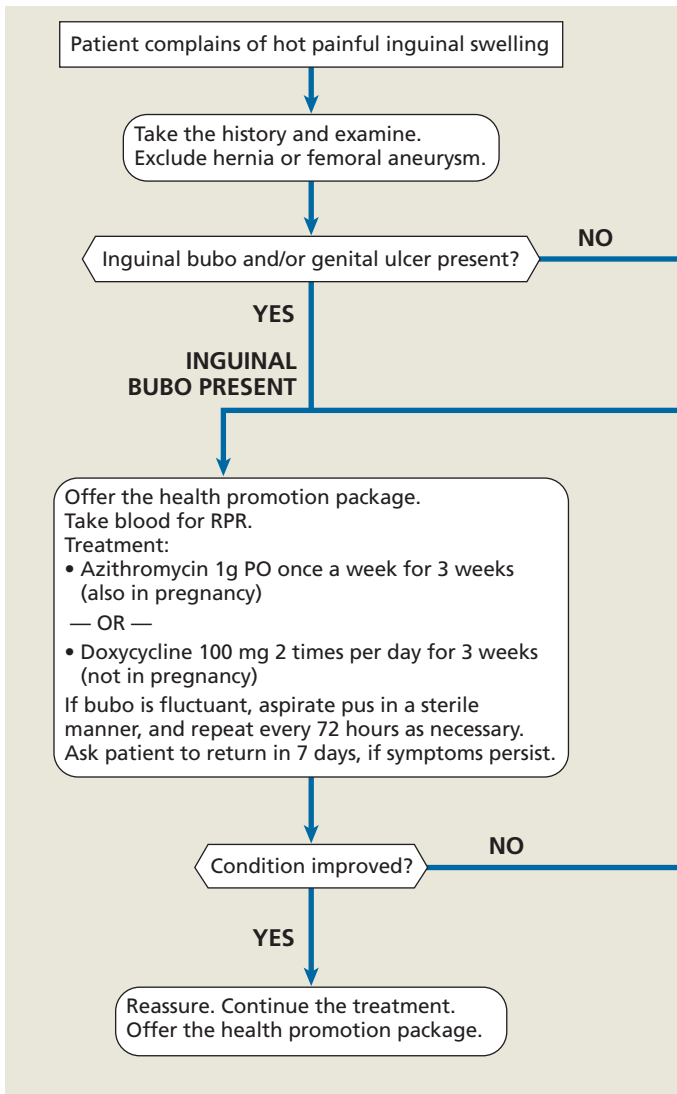 Patient complains of hot painful inguinal swelling
Take the history and examine.
Exclude hernia or femoral aneurysm.
Inguinal bubo and/or genital ulcer present?
NO
YES
INGUINAL
BUBO PRESENT
Offer the health promotion package.
Take blood for RPR.
Treatment:
• Azithromycin 1g PO once a week for 3 weeks
(also in pregnancy)
— OR —
• Doxycycline 100 mg 2 times per day for 3 weeks
(not in pregnancy)
If bubo is fluctuant, aspirate pus in a sterile
manner, and repeat every 72 hours as necessary.
Ask patient to return in 7 days, if symptoms persist.
Condition improved?
NO
YES
Reassure. Continue the treatment.
Offer the health promotion package.